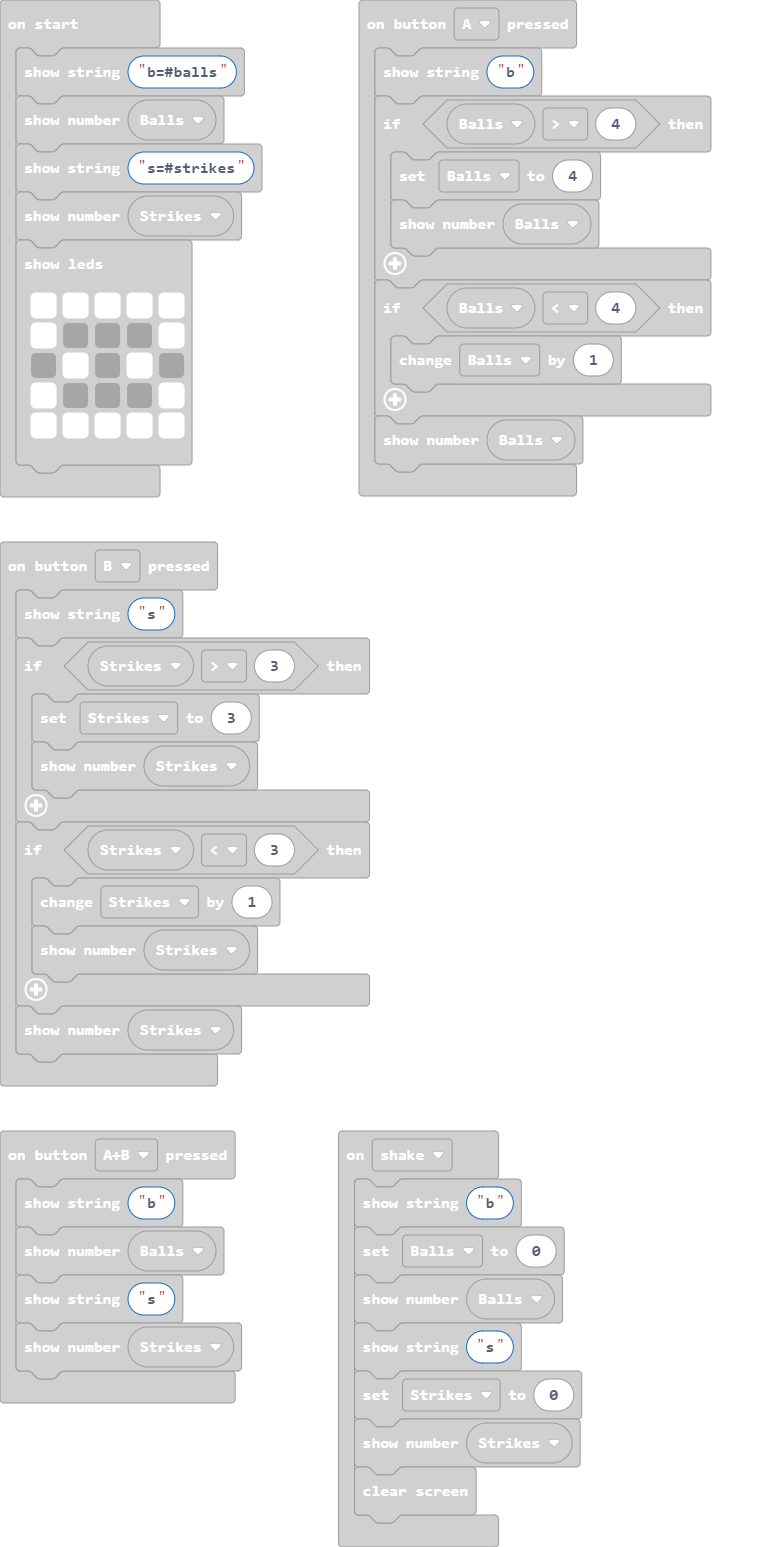 on start
show string "b=#balls"
show number Balls
show string "s=#strikes"
show number Strikes
show leds
on button A pressed
show string "b"
if Balls > 4 then
set Balls to 4
show number Balls
if Balls < 4 then
change Balls by 1
show number Balls
on button B pressed
show string "s"
if Strikes > 3 then
set Strikes to 3
show number Strikes
if Strikes < 3 then
change Strikes by 1
show number Strikes
show number Strikes
on button A+B pressed
show string "b"
show number Balls
show string "s"
show number Strikes
on shake
show string "b"
set Balls to 0
show number Balls
show string "s"
set Strikes to 0
show number Strikes
clear screen